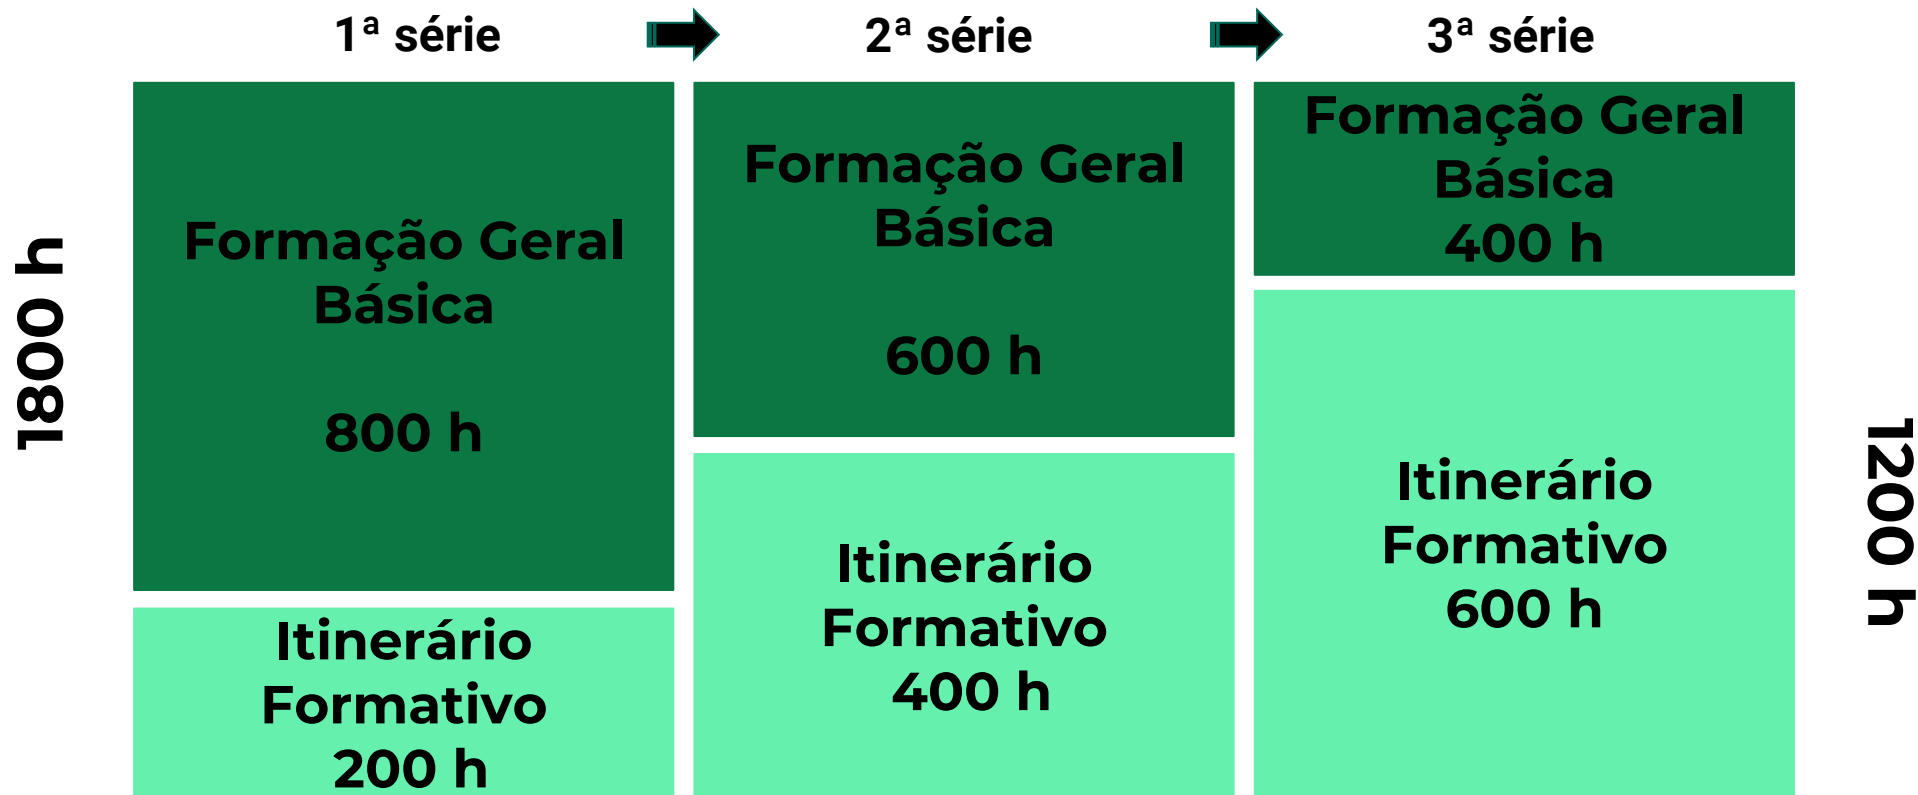 1ª série
2ª série
3ª série
1800 h
Formação Geral
Básica
800 h
Itinerário
Formativo
200 h
Formação Geral
Básica
600 h
Itinerário
Formativo
400 h
Formação Geral
Básica
400 h
Itinerário
Formativo
600 h
1200 h